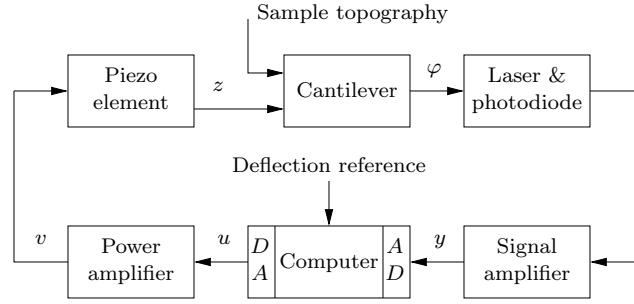 Sample topography
Piezo
element
z
Cantilever
φ
Laser &
photodiode
Deflection reference
v
Power
amplifier
u
D
A
Computer
A
D
y
Signal
amplifier